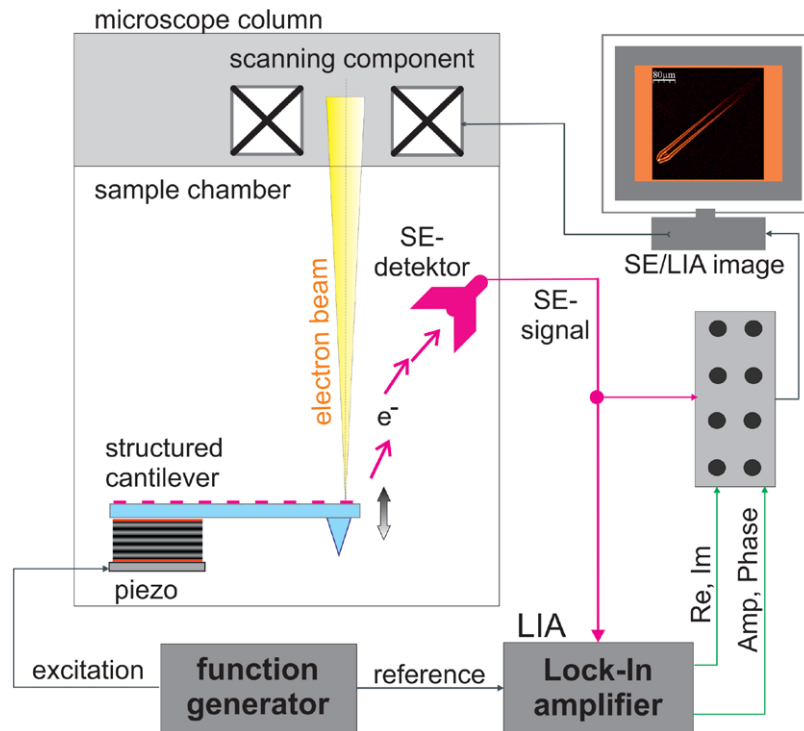 microscope column
scanning component
sample chamber
80µm
SE-
detektor
SE-
signal
SE/LIA image
electron beam
e-
structured
cantilever
piezo
Re, Im
Amp, Phase
LIA
excitation
function
generator
reference
Lock-In
amplifier